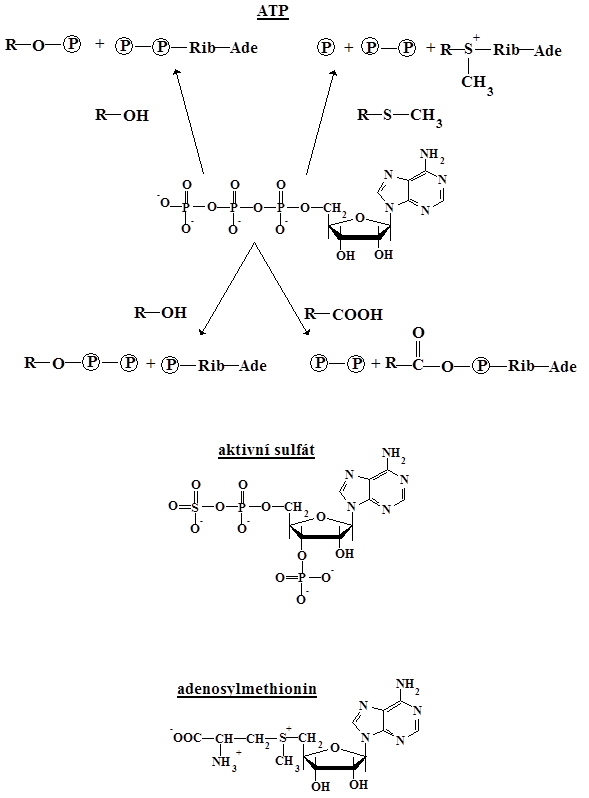 ATP
R—O—Ⓟ + Ⓟ—Ⓟ—Rib—Ade
Ⓟ + Ⓟ—Ⓟ + R—S⁺—Rib—Ade
CH₃
R—OH
R—S—CH₃
NH₂
N N
N N
O O O
⁻O—P—O—P—O—P—O—CH₂ O
O⁻ O⁻ O⁻
OH OH
R—OH
R—COOH
O
R—O—Ⓟ—Ⓟ + Ⓟ—Rib—Ade
Ⓟ—Ⓟ + R—C—O—Ⓟ—Rib—Ade
aktivní sulfát
NH₂
N N
N N
O O
O=S—O—P—O—CH₂ O
O⁻ O⁻
O OH
O=P—O⁻
O⁻
adenosylmethionin
NH₂
N N
N N
⁻OOC—CH—CH₂—S⁺—CH₂ O
NH₃⁺ CH₃
OH OH